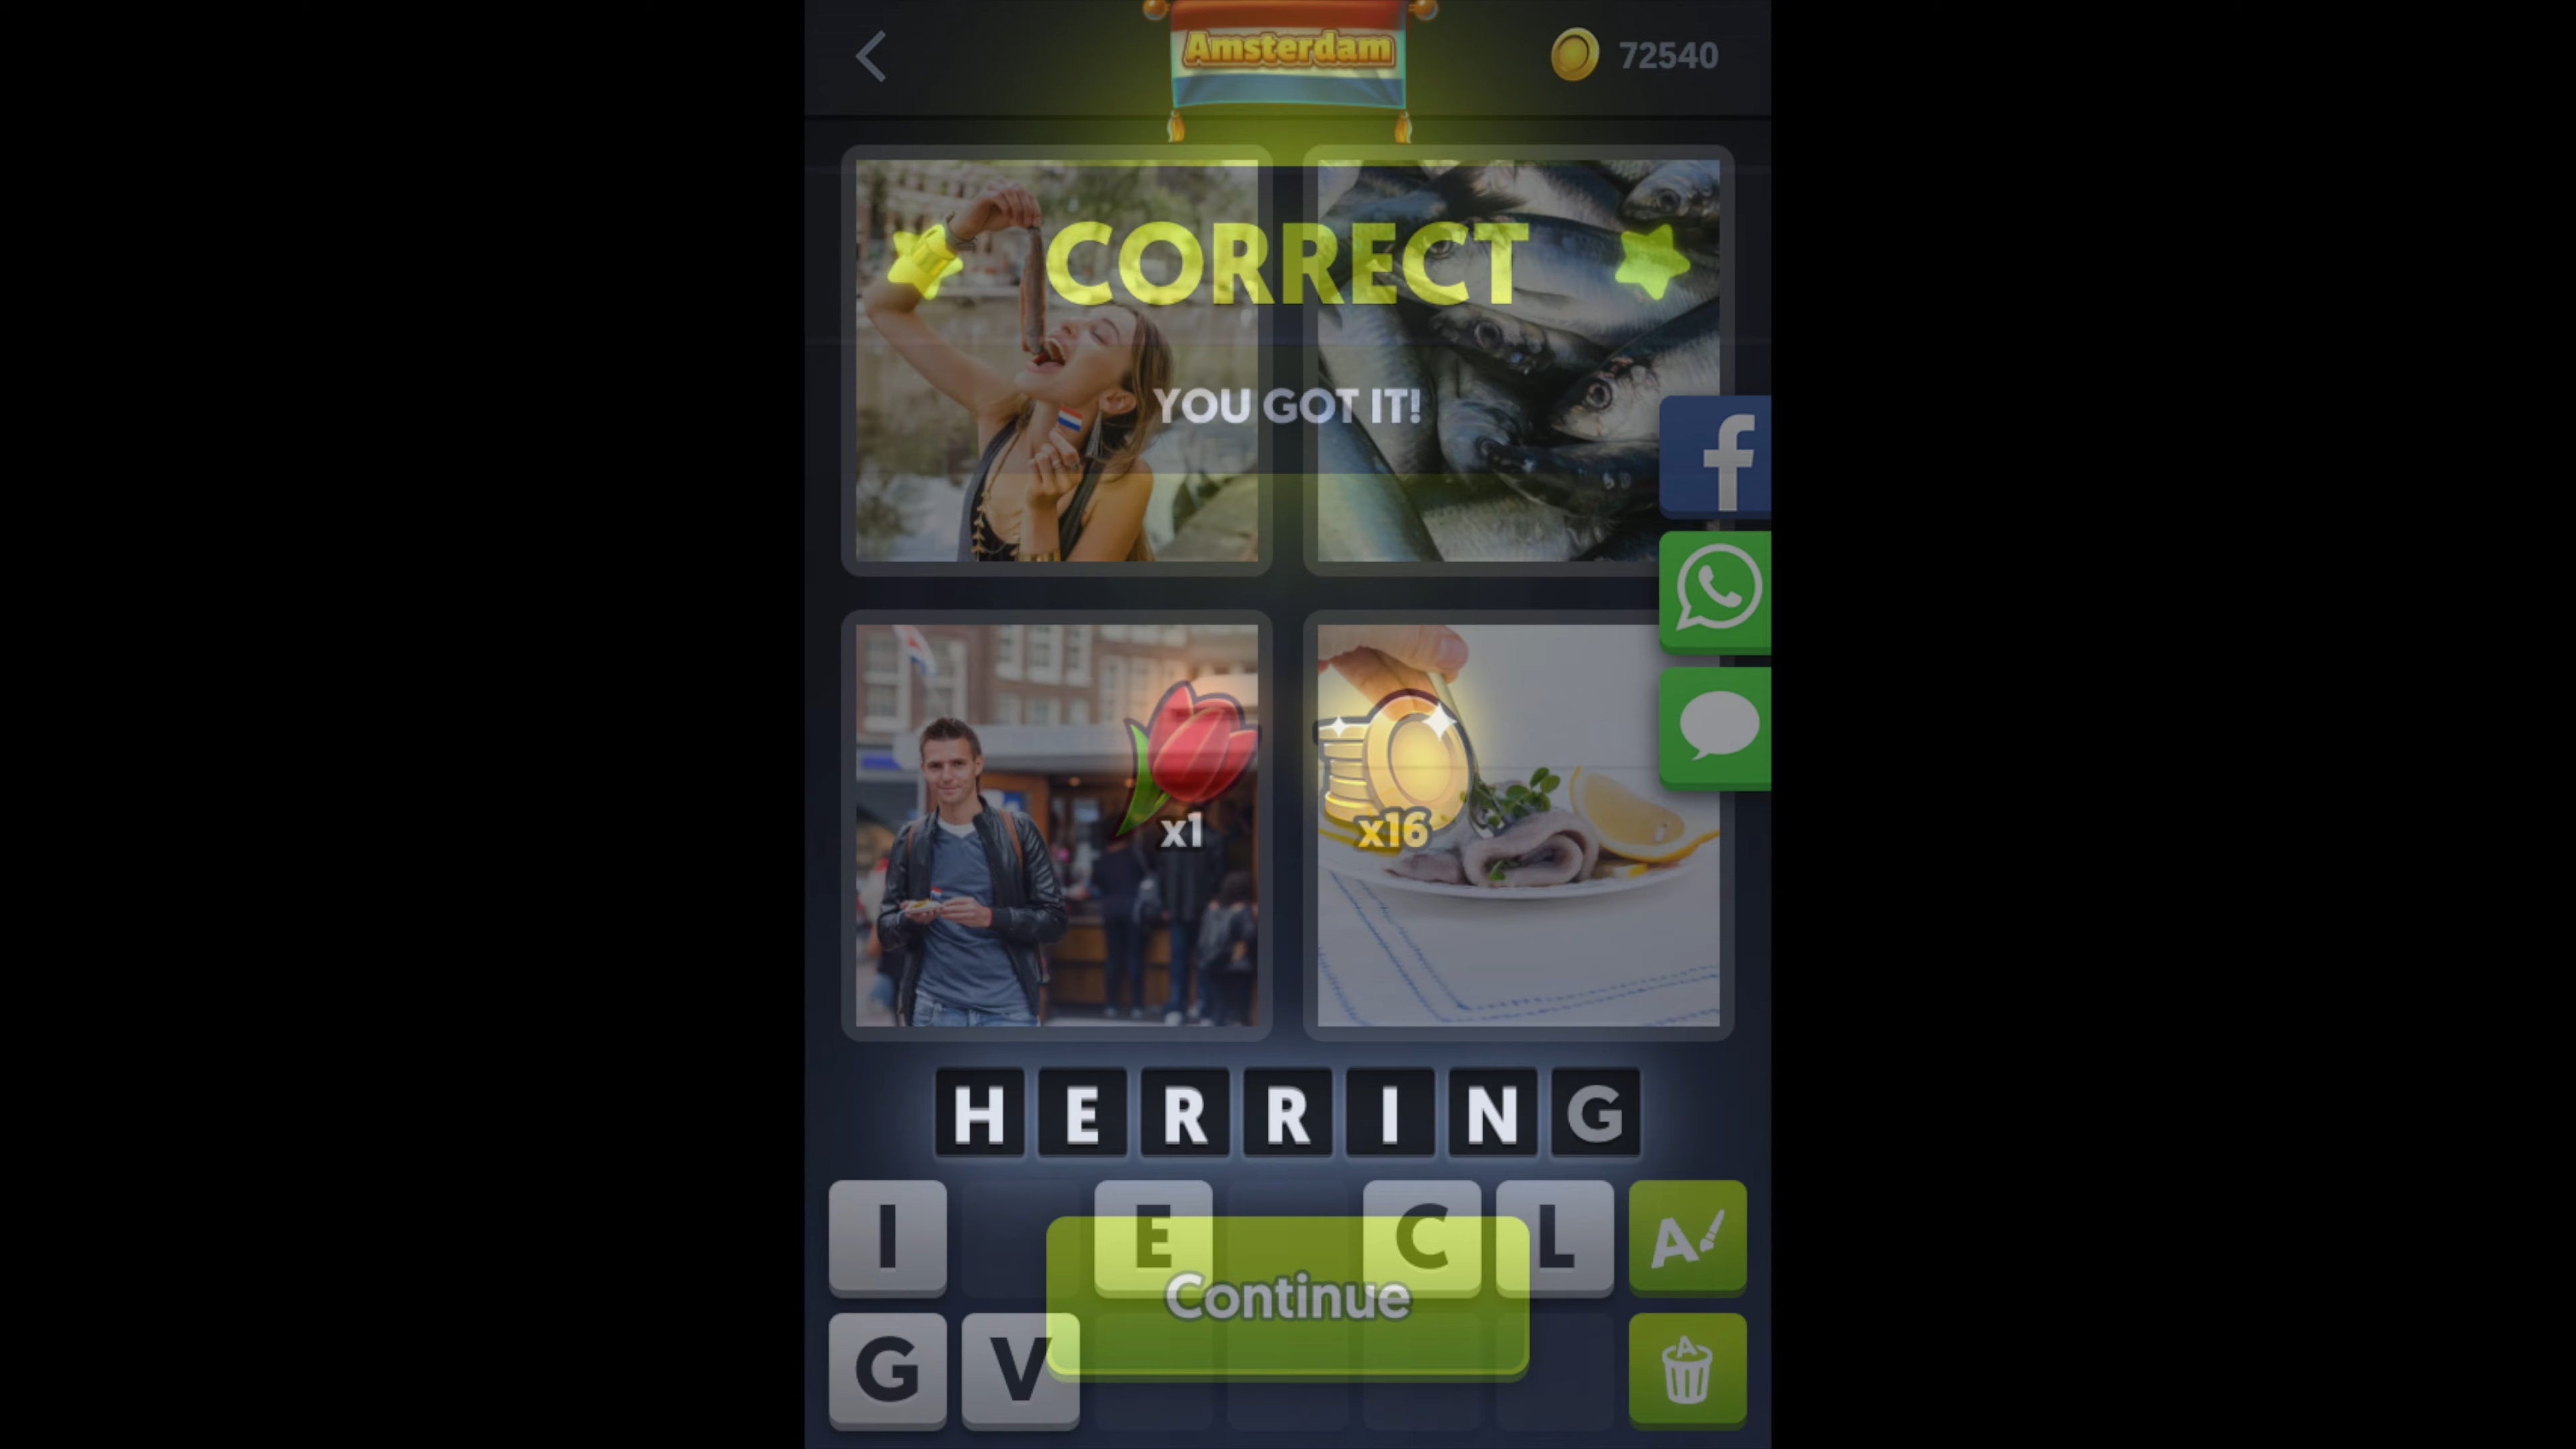 Amsterdam
72540
CORRECT
YOU GOT IT!
x1
x16
HERRING
I E C L
Continue
G V